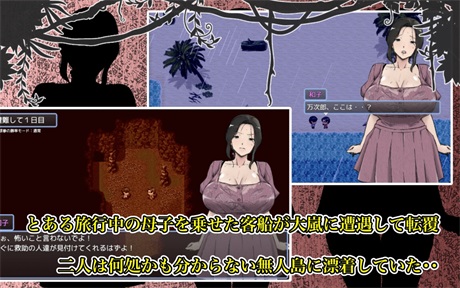 和子
万次郎、ここは・・?
遭難して1日目
和子
ぁ、怖いこと言わないでよ!
ぐに救助の人達が見付けてくれるはずよ!
とある旅行中の母子を乗せた客船が大嵐に遭遇して転覆
二人は何処かも分からない無人島に漂着していた‥